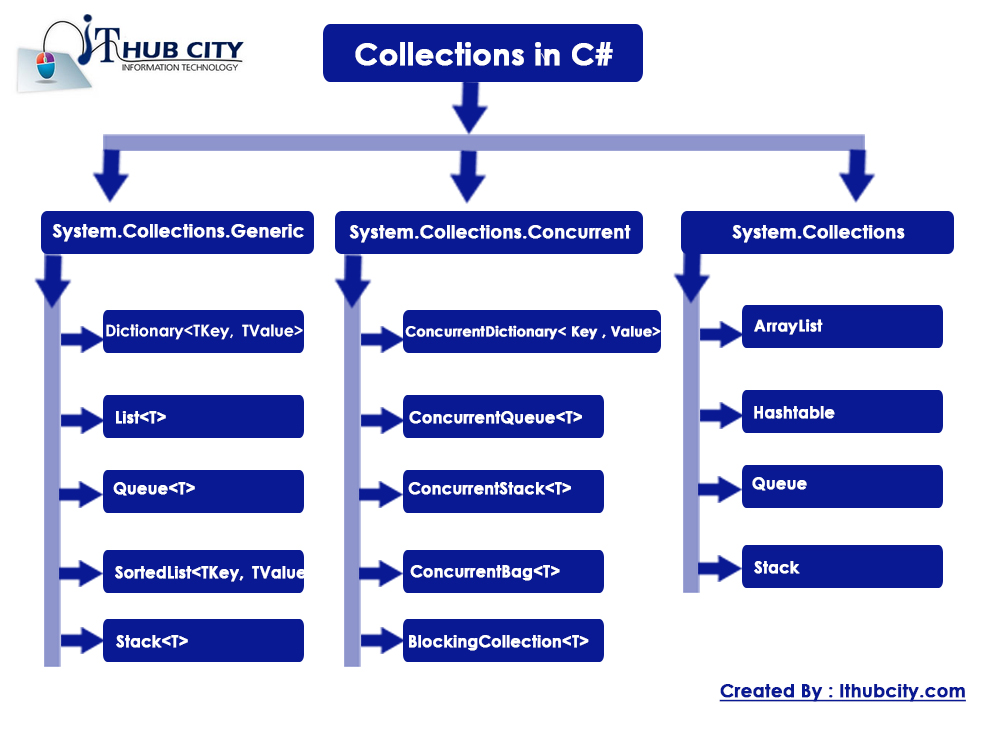 iT HUB CITY
INFORMATION TECHNOLOGY
Collections in C#
System.Collections.Generic
Dictionary<TKey, TValue>
List<T>
Queue<T>
SortedList<TKey, TValue
Stack<T>
System.Collections.Concurrent
ConcurrentDictionary< Key , Value>
ConcurrentQueue<T>
ConcurrentStack<T>
ConcurrentBag<T>
BlockingCollection<T>
System.Collections
ArrayList
Hashtable
Queue
Stack
Created By : Ithubcity.com